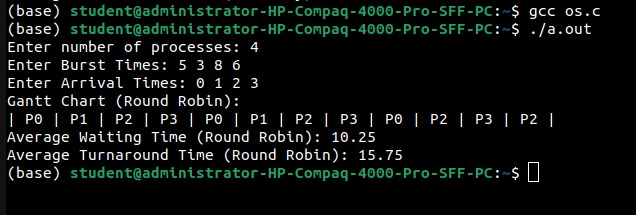 (base) student@administrator-HP-Compaq-4000-Pro-SFF-PC:~$ gcc os.c
(base) student@administrator-HP-Compaq-4000-Pro-SFF-PC:~$ ./a.out
Enter number of processes: 4
Enter Burst Times: 5 3 8 6
Enter Arrival Times: 0 1 2 3
Gantt Chart (Round Robin):
| P0 | P1 | P2 | P3 | P0 | P1 | P2 | P3 | P0 | P2 | P3 | P2 |
Average Waiting Time (Round Robin): 10.25
Average Turnaround Time (Round Robin): 15.75
(base) student@administrator-HP-Compaq-4000-Pro-SFF-PC:~$